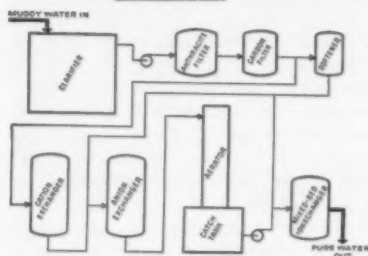 MUDDY WATER IN
CLARIFIER
ANTHRACITE
FILTER
CARBON
FILTER
SOFTENER
CATION
EXCHANGER
ANION
EXCHANGER
AERATOR
CATCH
TANK
MIXED-BED
PURE WATER
OUT